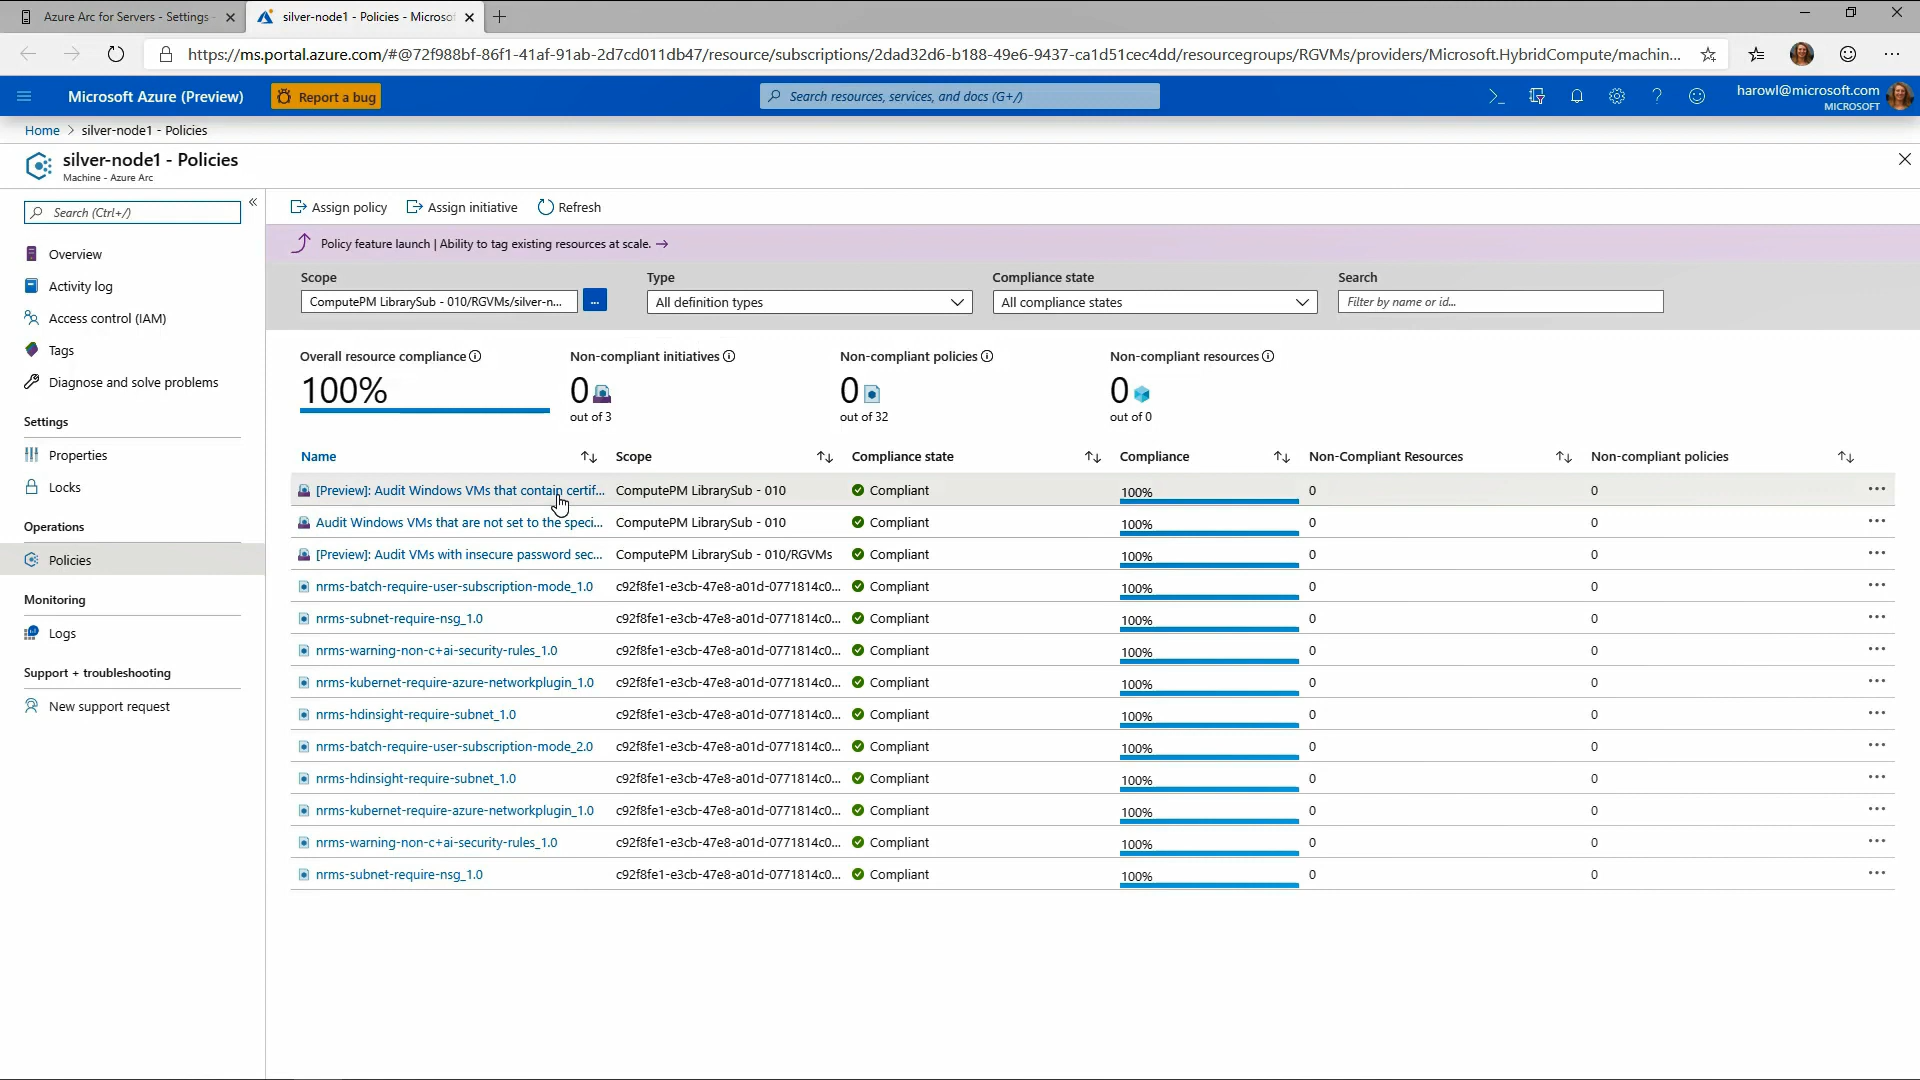 Azure Arc for Servers - Settings
silver-node1 - Policies - Microso
https://ms.portal.azure.com/#@72f988bf-86f1-41af-91ab-2d7cd011db47/resource/subscriptions/2dad32d6-b188-49e6-9437-ca1d51cec4dd/resourcegroups/RGVMs/providers/Microsoft.HybridCompute/machin...
Microsoft Azure (Preview)
Report a bug
Search resources, services, and docs (G+/)
harowl@microsoft.com
MICROSOFT
Home > silver-node1 - Policies
silver-node1 - Policies
Machine - Azure Arc
Search (Ctrl+/)
Overview
Activity log
Access control (IAM)
Tags
Diagnose and solve problems
Settings
Properties
Locks
Operations
Policies
Monitoring
Logs
Support + troubleshooting
New support request
Assign policy Assign initiative Refresh
Policy feature launch | Ability to tag existing resources at scale. →
Scope Type Compliance state Search
ComputePM LibrarySub - 010/RGVMs/silver-n... ... All definition types All compliance states Filter by name or id...
Overall resource compliance Non-compliant initiatives Non-compliant policies Non-compliant resources
100% 0 0 0
out of 3 out of 32 out of 0
Name Scope Compliance state Compliance Non-Compliant Resources Non-compliant policies
[Preview]: Audit Windows VMs that contain certif... ComputePM LibrarySub - 010 Compliant 100% 0 0
Audit Windows VMs that are not set to the speci... ComputePM LibrarySub - 010 Compliant 100% 0 0
[Preview]: Audit VMs with insecure password sec... ComputePM LibrarySub - 010/RGVMs Compliant 100% 0 0
nrms-batch-require-user-subscription-mode_1.0 c92f8fe1-e3cb-47e8-a01d-0771814c0... Compliant 100% 0 0
nrms-subnet-require-nsg_1.0 c92f8fe1-e3cb-47e8-a01d-0771814c0... Compliant 100% 0 0
nrms-warning-non-c+ai-security-rules_1.0 c92f8fe1-e3cb-47e8-a01d-0771814c0... Compliant 100% 0 0
nrms-kubernet-require-azure-networkplugin_1.0 c92f8fe1-e3cb-47e8-a01d-0771814c0... Compliant 100% 0 0
nrms-hdinsight-require-subnet_1.0 c92f8fe1-e3cb-47e8-a01d-0771814c0... Compliant 100% 0 0
nrms-batch-require-user-subscription-mode_2.0 c92f8fe1-e3cb-47e8-a01d-0771814c0... Compliant 100% 0 0
nrms-hdinsight-require-subnet_1.0 c92f8fe1-e3cb-47e8-a01d-0771814c0... Compliant 100% 0 0
nrms-kubernet-require-azure-networkplugin_1.0 c92f8fe1-e3cb-47e8-a01d-0771814c0... Compliant 100% 0 0
nrms-warning-non-c+ai-security-rules_1.0 c92f8fe1-e3cb-47e8-a01d-0771814c0... Compliant 100% 0 0
nrms-subnet-require-nsg_1.0 c92f8fe1-e3cb-47e8-a01d-0771814c0... Compliant 100% 0 0